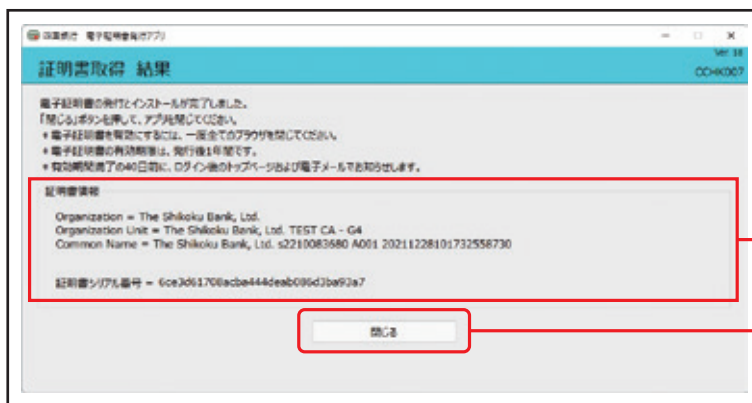 四国銀行 電子証明書発行アプリ
Ver 18
証明書取得 結果
CCHK007
電子証明書の発行とインストールが完了しました。
「閉じる」ボタンを押して、アプリを閉じてください。
* 電子証明書を有効にするには、一度全てのブラウザを閉じてください。
* 電子証明書の有効期限は、発行後1年間です。
* 有効期間満了の40日前に、ログイン後のトップページおよび電子メールでお知らせします。
証明書情報
Organization = The Shikoku Bank, Ltd.
Organization Unit = The Shikoku Bank, Ltd. TEST CA - G4
Common Name = The Shikoku Bank, Ltd. s2210083680 A001 20211228101732558730
証明書シリアル番号 =
閉じる